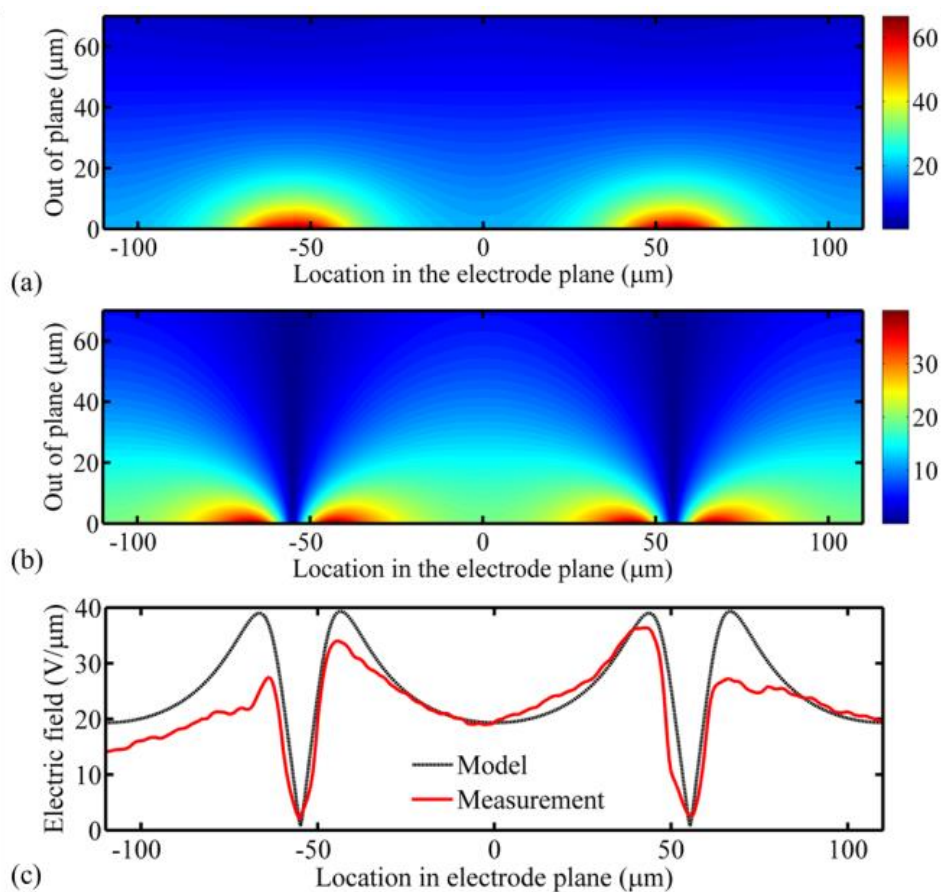 60
40
20
0
Out of plane (μm)
-100 -50 0 50 100
Location in the electrode plane (μm)
60
40
20
(a)
60
40
20
0
Out of plane (μm)
-100 -50 0 50 100
Location in the electrode plane (μm)
30
20
10
(b)
40
30
20
10
0
Electric field (V/μm)
Model
Measurement
-100 -50 0 50 100
Location in electrode plane (μm)
(c)